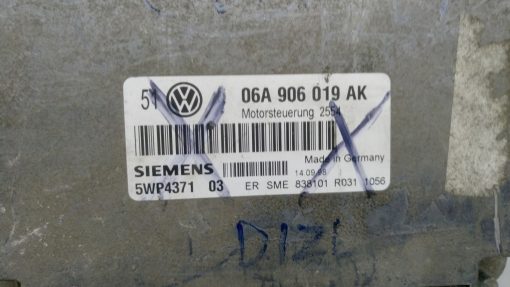 51 VW 06A 906 019 AK
Motorsteuerung 2554
Made in Germany
SIEMENS 14.09.98
5WP4371 03 ER SME 838101 R031 1056